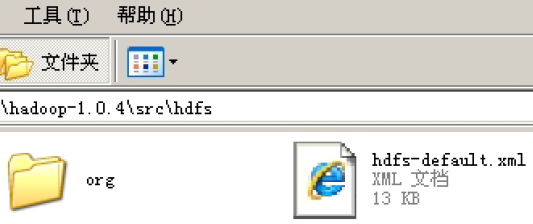 工具(T) 帮助(H)
文件夹
\hadoop-1.0.4\src\hdfs
org
hdfs-default.xml
XML 文档
13 KB